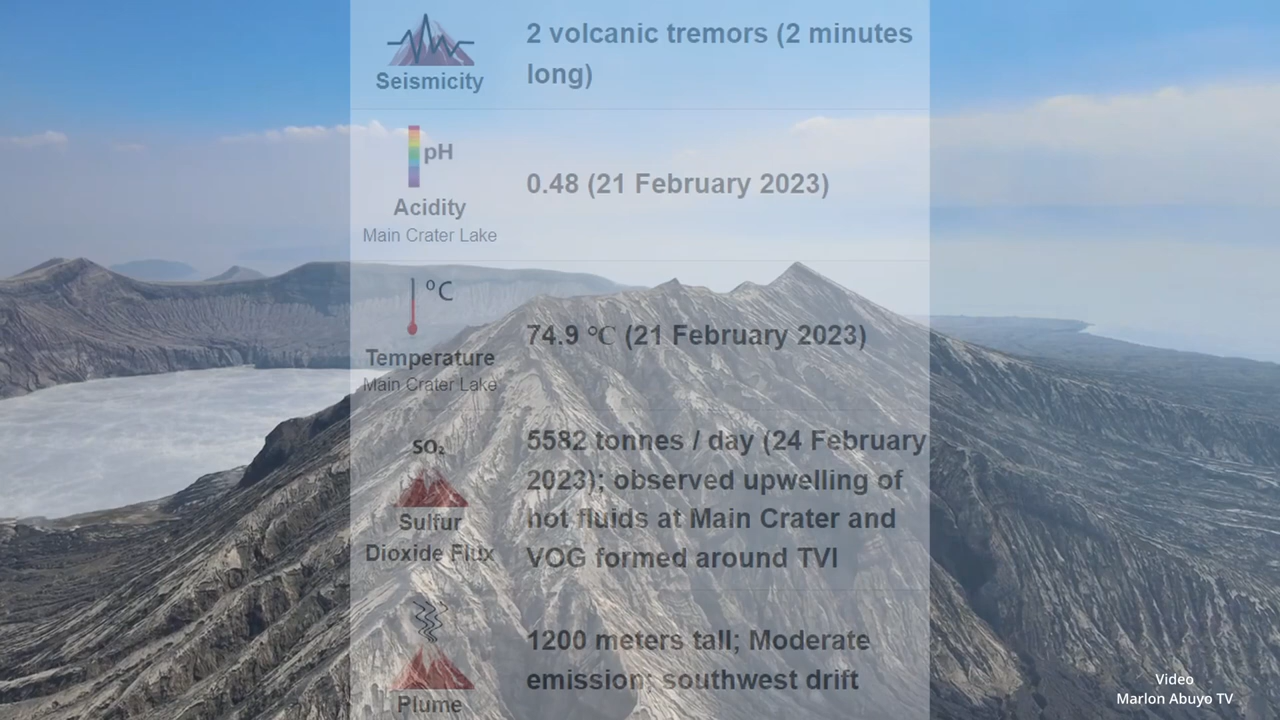 2 volcanic tremors (2 minutes
long)
Seismicity
pH
0.48 (21 February 2023)
Acidity
Main Crater Lake
°C
74.9 ℃ (21 February 2023)
Temperature
Main Crater Lake
SO₂
5582 tonnes / day (24 February
2023); observed upwelling of
hot fluids at Main Crater and
VOG formed around TVI
Sulfur
Dioxide Flux
1200 meters tall; Moderate
emission; southwest drift
Plume
Video
Marlon Abuyo TV